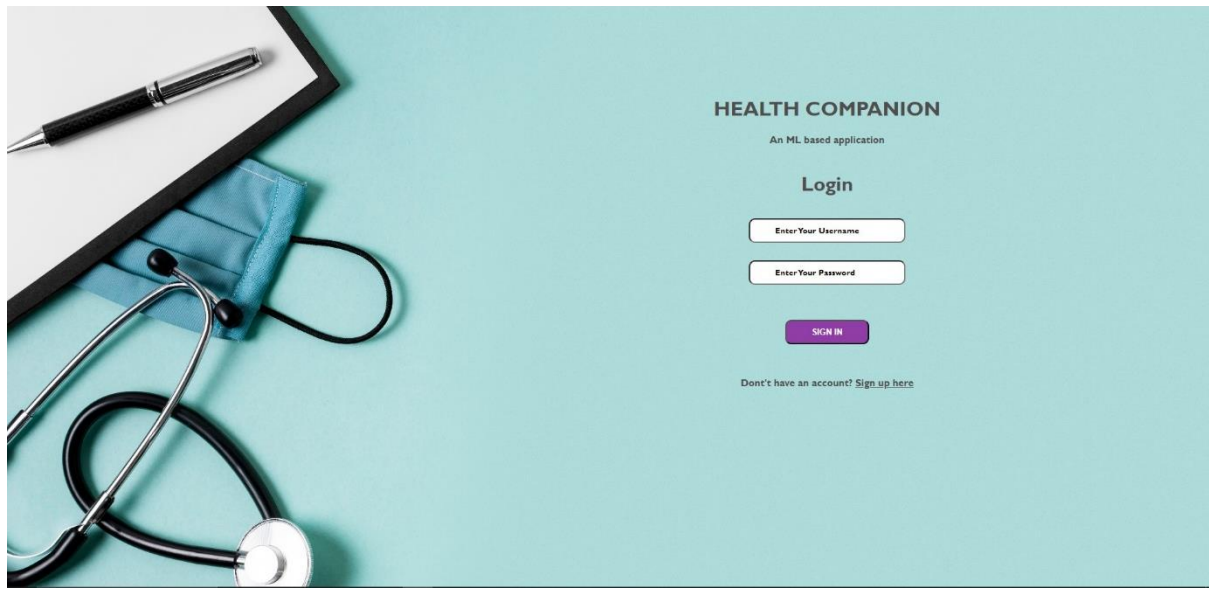 HEALTH COMPANION
An ML based application
Login
Enter Your Username
Enter Your Password
SIGN IN
Dont't have an account? Sign up here